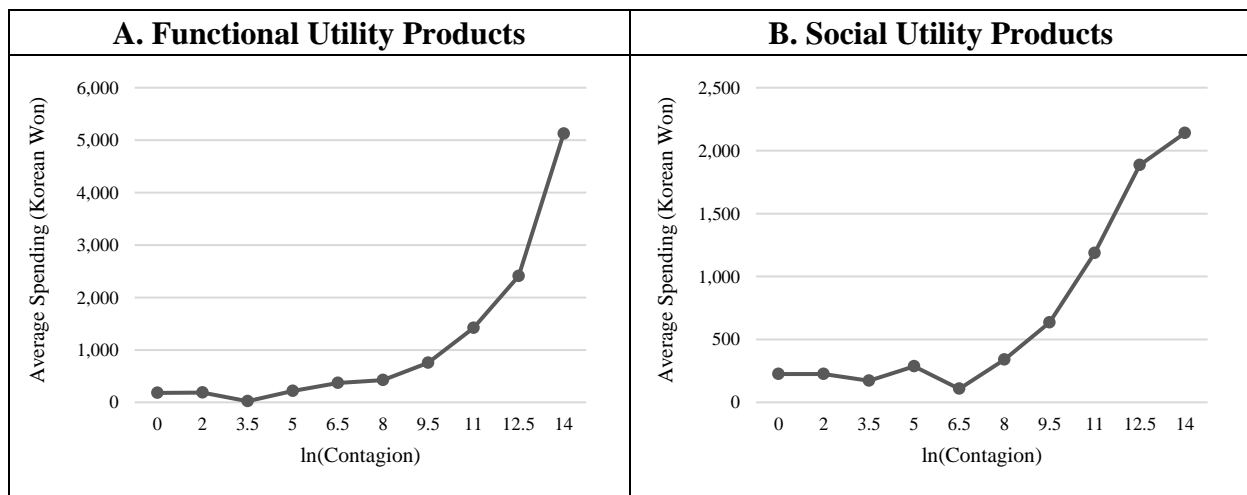 A. Functional Utility Products
B. Social Utility Products
Average Spending (Korean Won)
6,000
5,000
4,000
3,000
2,000
1,000
0
0 2 3.5 5 6.5 8 9.5 11 12.5 14
ln(Contagion)
Average Spending (Korean Won)
2,500
2,000
1,500
1,000
500
0
0 2 3.5 5 6.5 8 9.5 11 12.5 14
ln(Contagion)